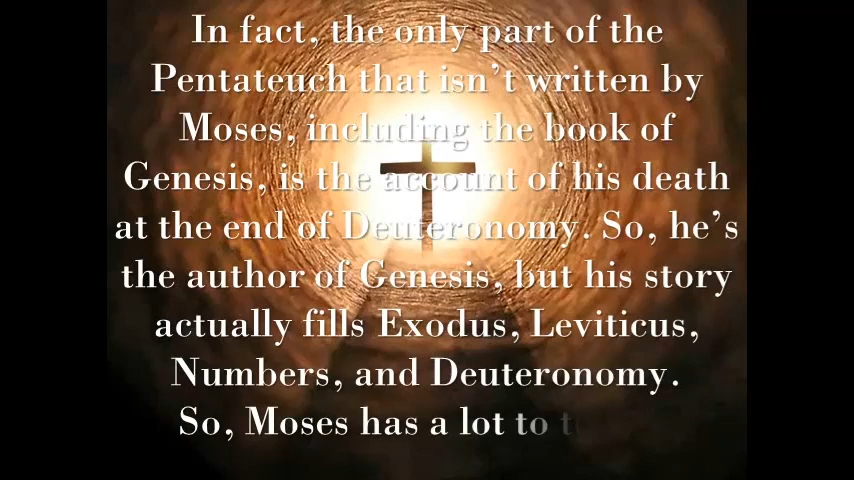 In fact, the only part of the
Pentateuch that isn't written by
Moses, including the book of
Genesis, is the account of his death
at the end of Deuteronomy. So, he's
the author of Genesis, but his story
actually fills Exodus, Leviticus,
Numbers, and Deuteronomy.
So, Moses has a lot to